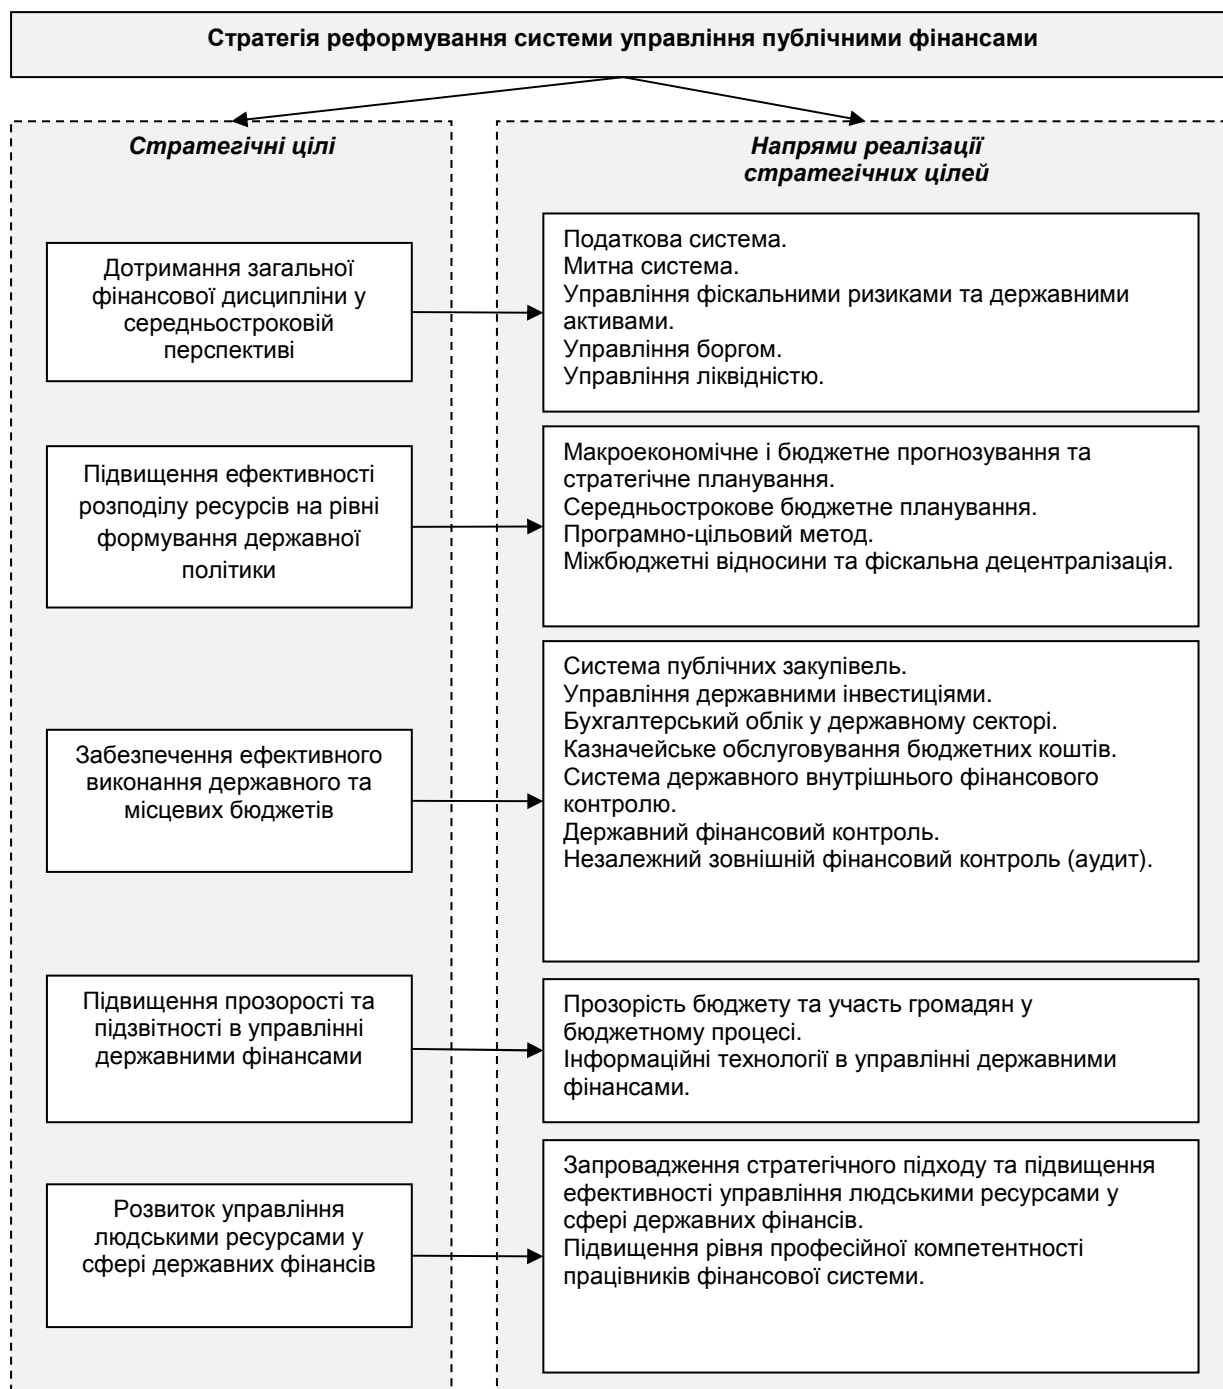 Стратегія реформування системи управління публічними фінансами
Стратегічні цілі
Напрями реалізації
стратегічних цілей
Дотримання загальної
фінансової дисципліни у
середньостроковій
перспективі
Податкова система.
Митна система.
Управління фіскальними ризиками та державними
активами.
Управління боргом.
Управління ліквідністю.
Підвищення ефективності
розподілу ресурсів на рівні
формування державної
політики
Макроекономічне і бюджетне прогнозування та
стратегічне планування.
Середньострокове бюджетне планування.
Програмно-цільовий метод.
Міжбюджетні відносини та фіскальна децентралізація.
Забезпечення ефективного
виконання державного та
місцевих бюджетів
Система публічних закупівель.
Управління державними інвестиціями.
Бухгалтерський облік у державному секторі.
Казначейське обслуговування бюджетних коштів.
Система державного внутрішнього фінансового
контролю.
Державний фінансовий контроль.
Незалежний зовнішній фінансовий контроль (аудит).
Підвищення прозорості та
підзвітності в управлінні
державними фінансами
Прозорість бюджету та участь громадян у
бюджетному процесі.
Інформаційні технології в управлінні державними
фінансами.
Розвиток управління
людськими ресурсами у
сфері державних фінансів
Запровадження стратегічного підходу та підвищення
ефективності управління людськими ресурсами у
сфері державних фінансів.
Підвищення рівня професійної компетентності
працівників фінансової системи.